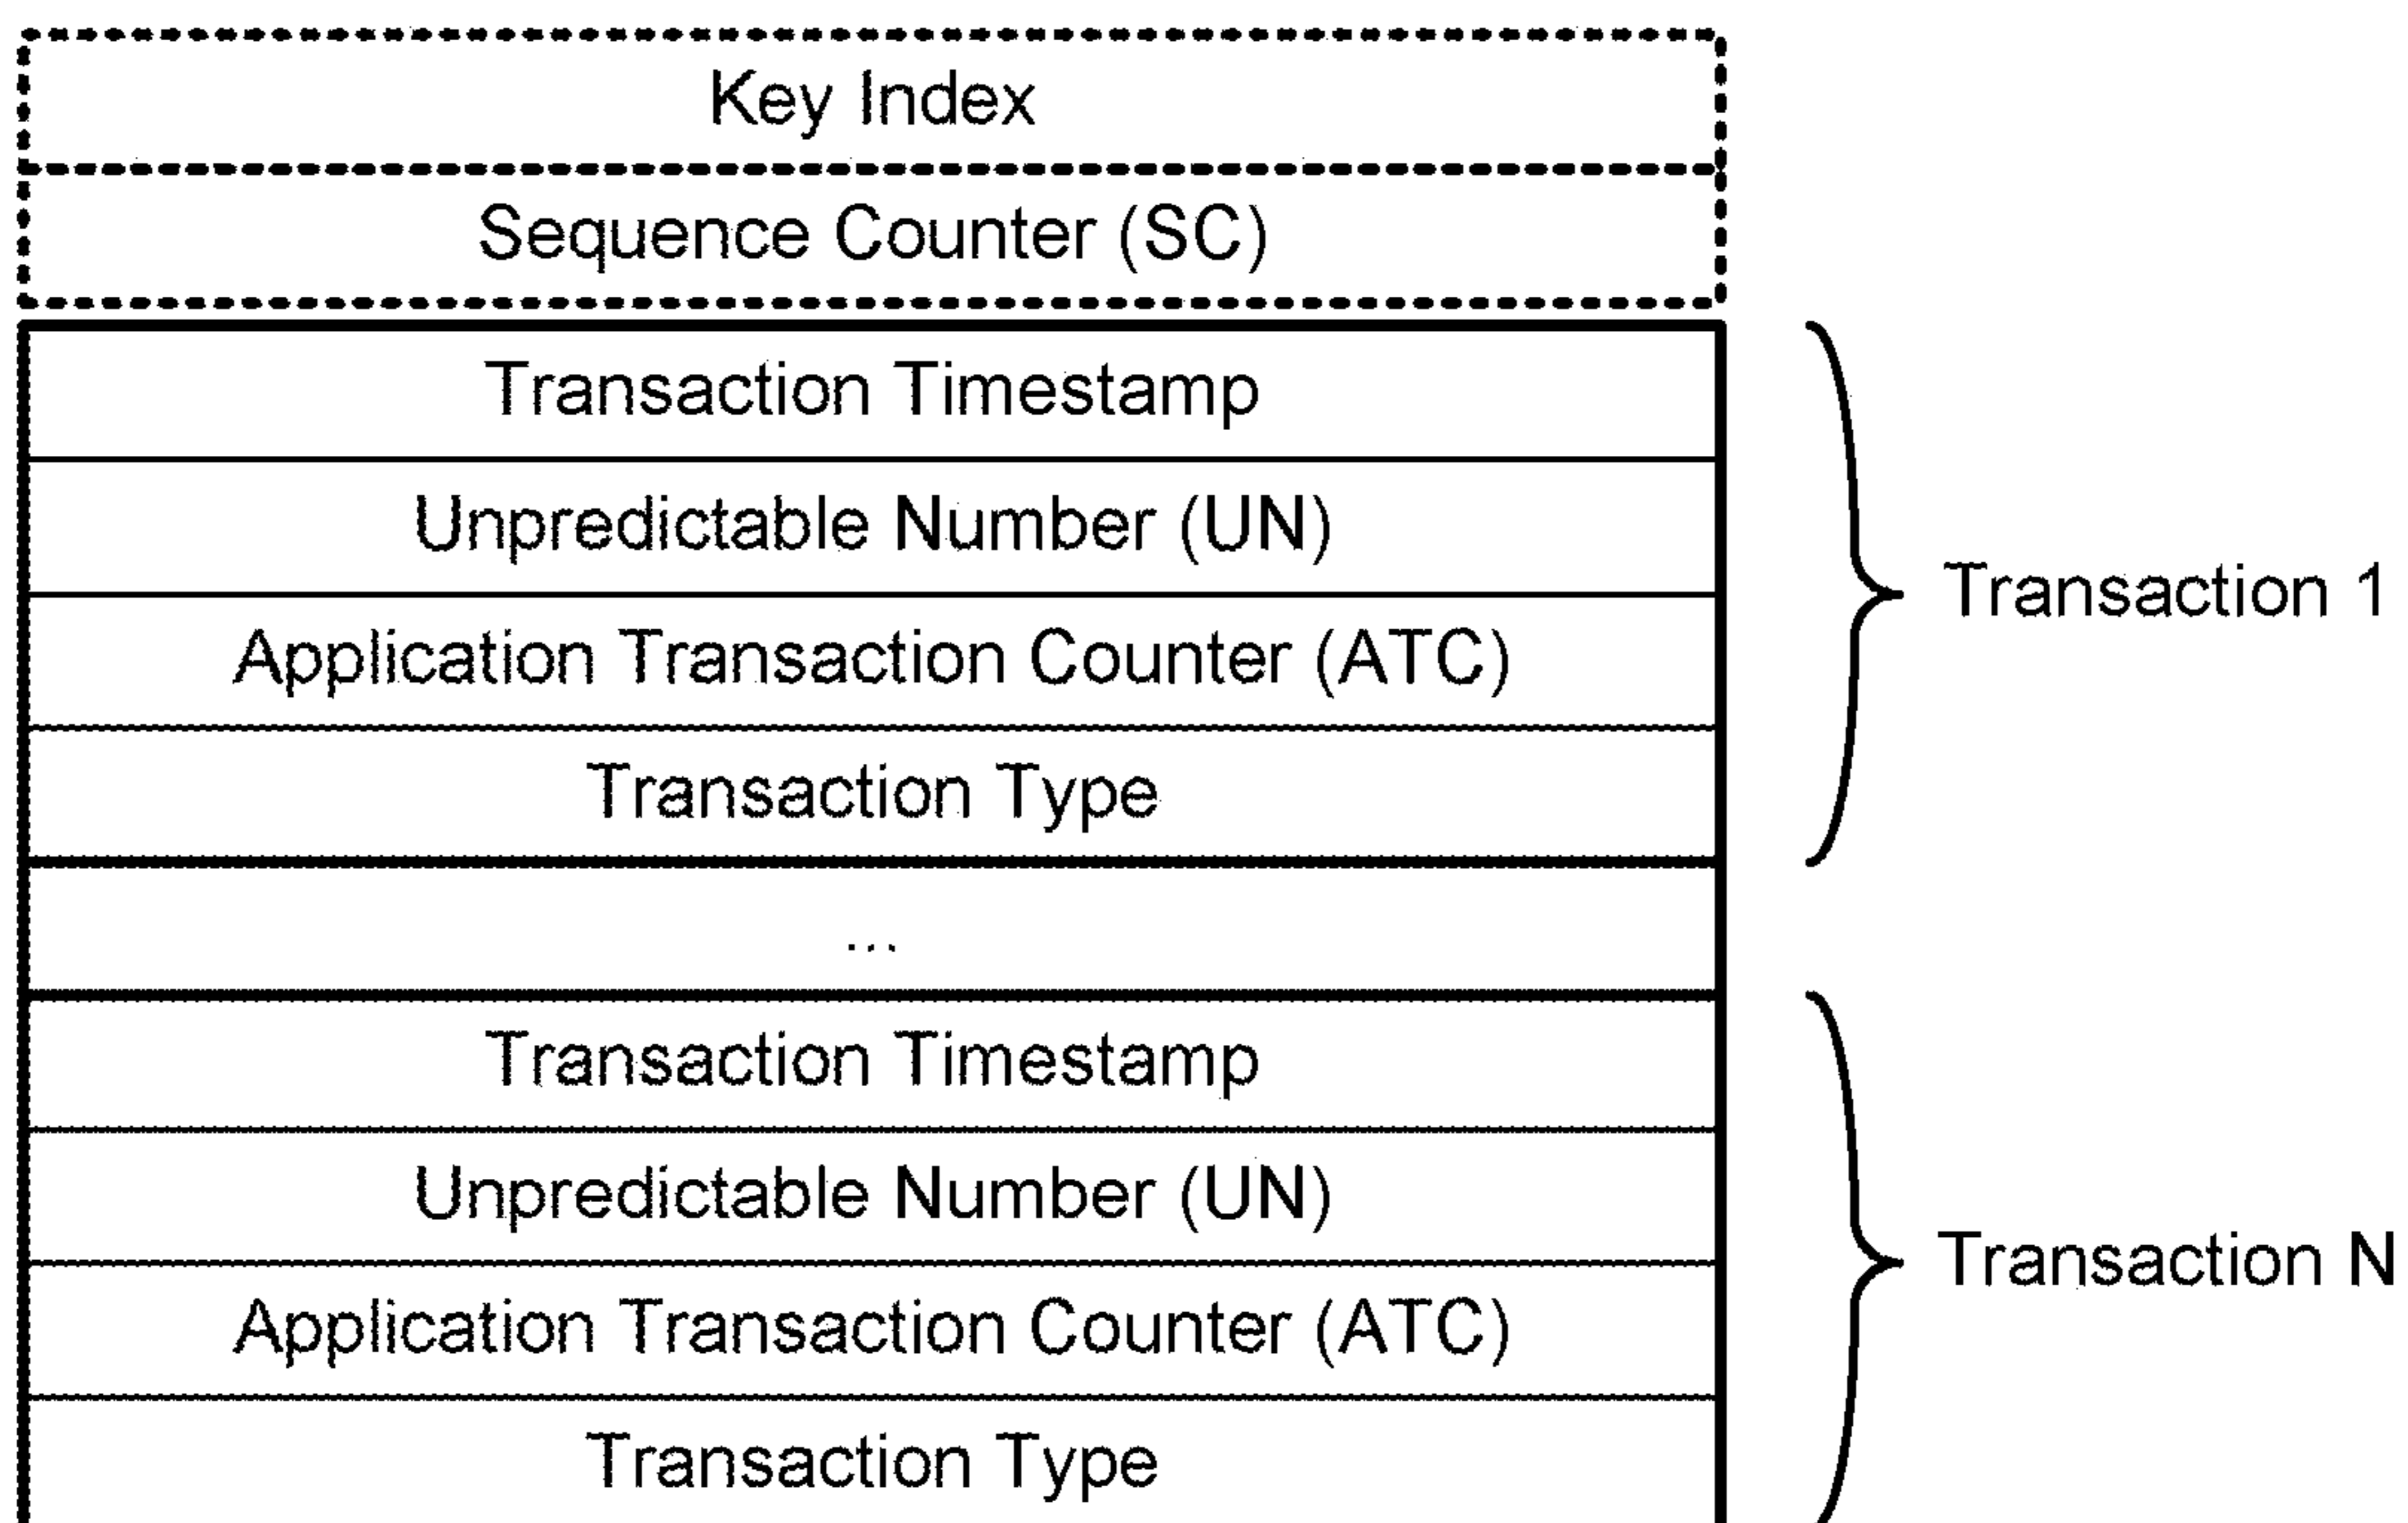 Key Index
Sequence Counter (SC)
Transaction Timestamp
Unpredictable Number (UN)
Application Transaction Counter (ATC)
Transaction Type
Transaction 1
...
Transaction Timestamp
Unpredictable Number (UN)
Application Transaction Counter (ATC)
Transaction Type
Transaction N